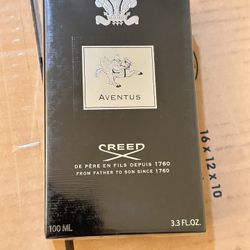 AVENTUS
CREED
DE PÈRE EN FILS DEPUIS 1760
FROM FATHER TO SON SINCE 1760
100 ML
3.3 FL.OZ.
16 x 12 x 10